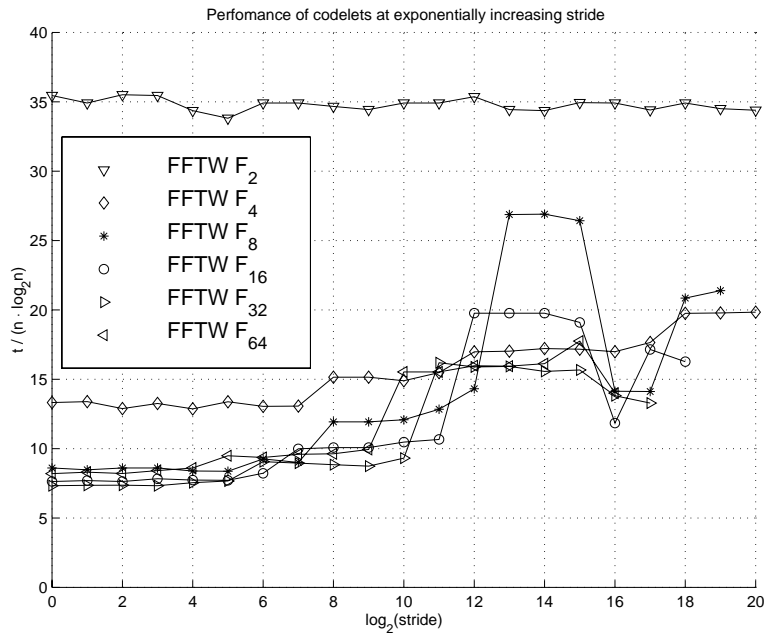 Perfomance of codelets at exponentially increasing stride
40
35
30
25
20
15
10
5
0
t / (n · log₂n)
FFTW F₂
FFTW F₄
FFTW F₈
FFTW F₁₆
FFTW F₃₂
FFTW F₆₄
0 2 4 6 8 10 12 14 16 18 20
log₂(stride)